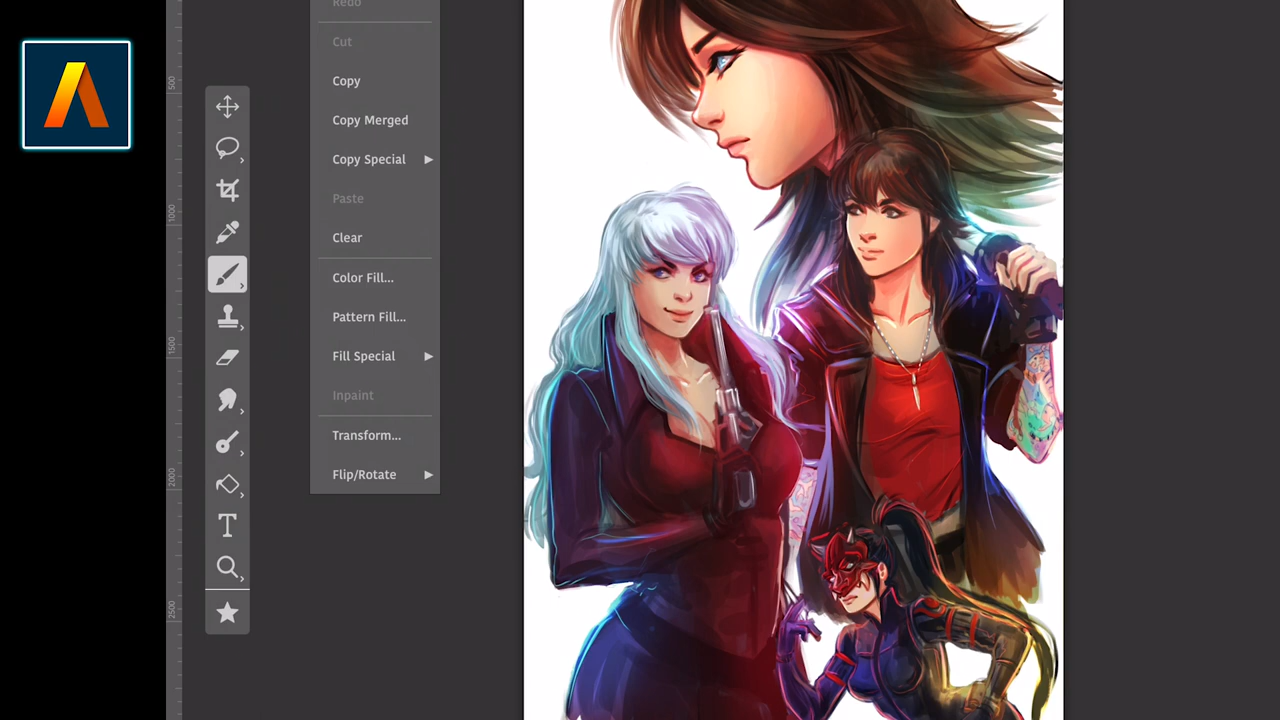 Redo
Cut
Copy
Copy Merged
Copy Special
Paste
Clear
Color Fill...
Pattern Fill...
Fill Special
Inpaint
Transform...
Flip/Rotate
500
1000
1500
2000
2500
T